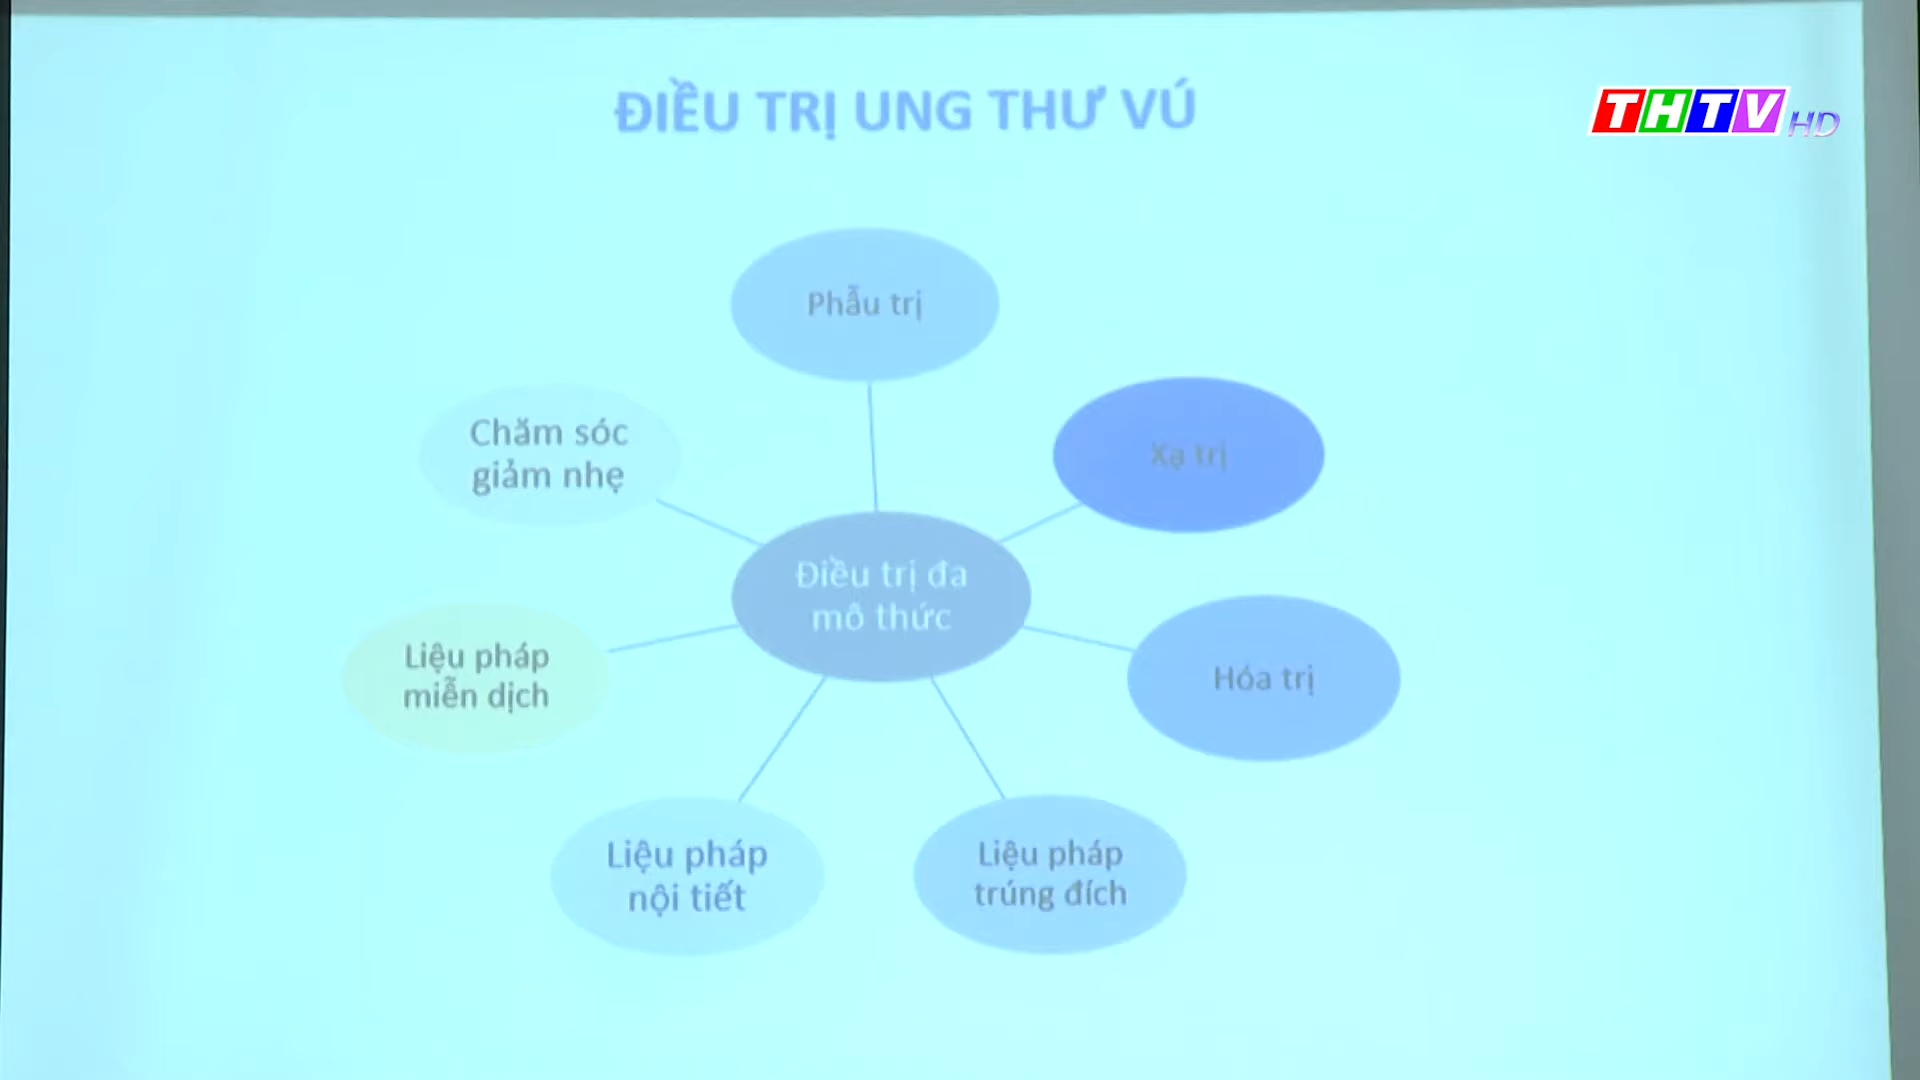 ĐIỀU TRỊ UNG THƯ VÚ
THTV HD
Phẫu trị
Xạ trị
Hóa trị
Liệu pháp
trúng đích
Liệu pháp
nội tiết
Liệu pháp
miễn dịch
Chăm sóc
giảm nhẹ
Điều trị đa
mô thức